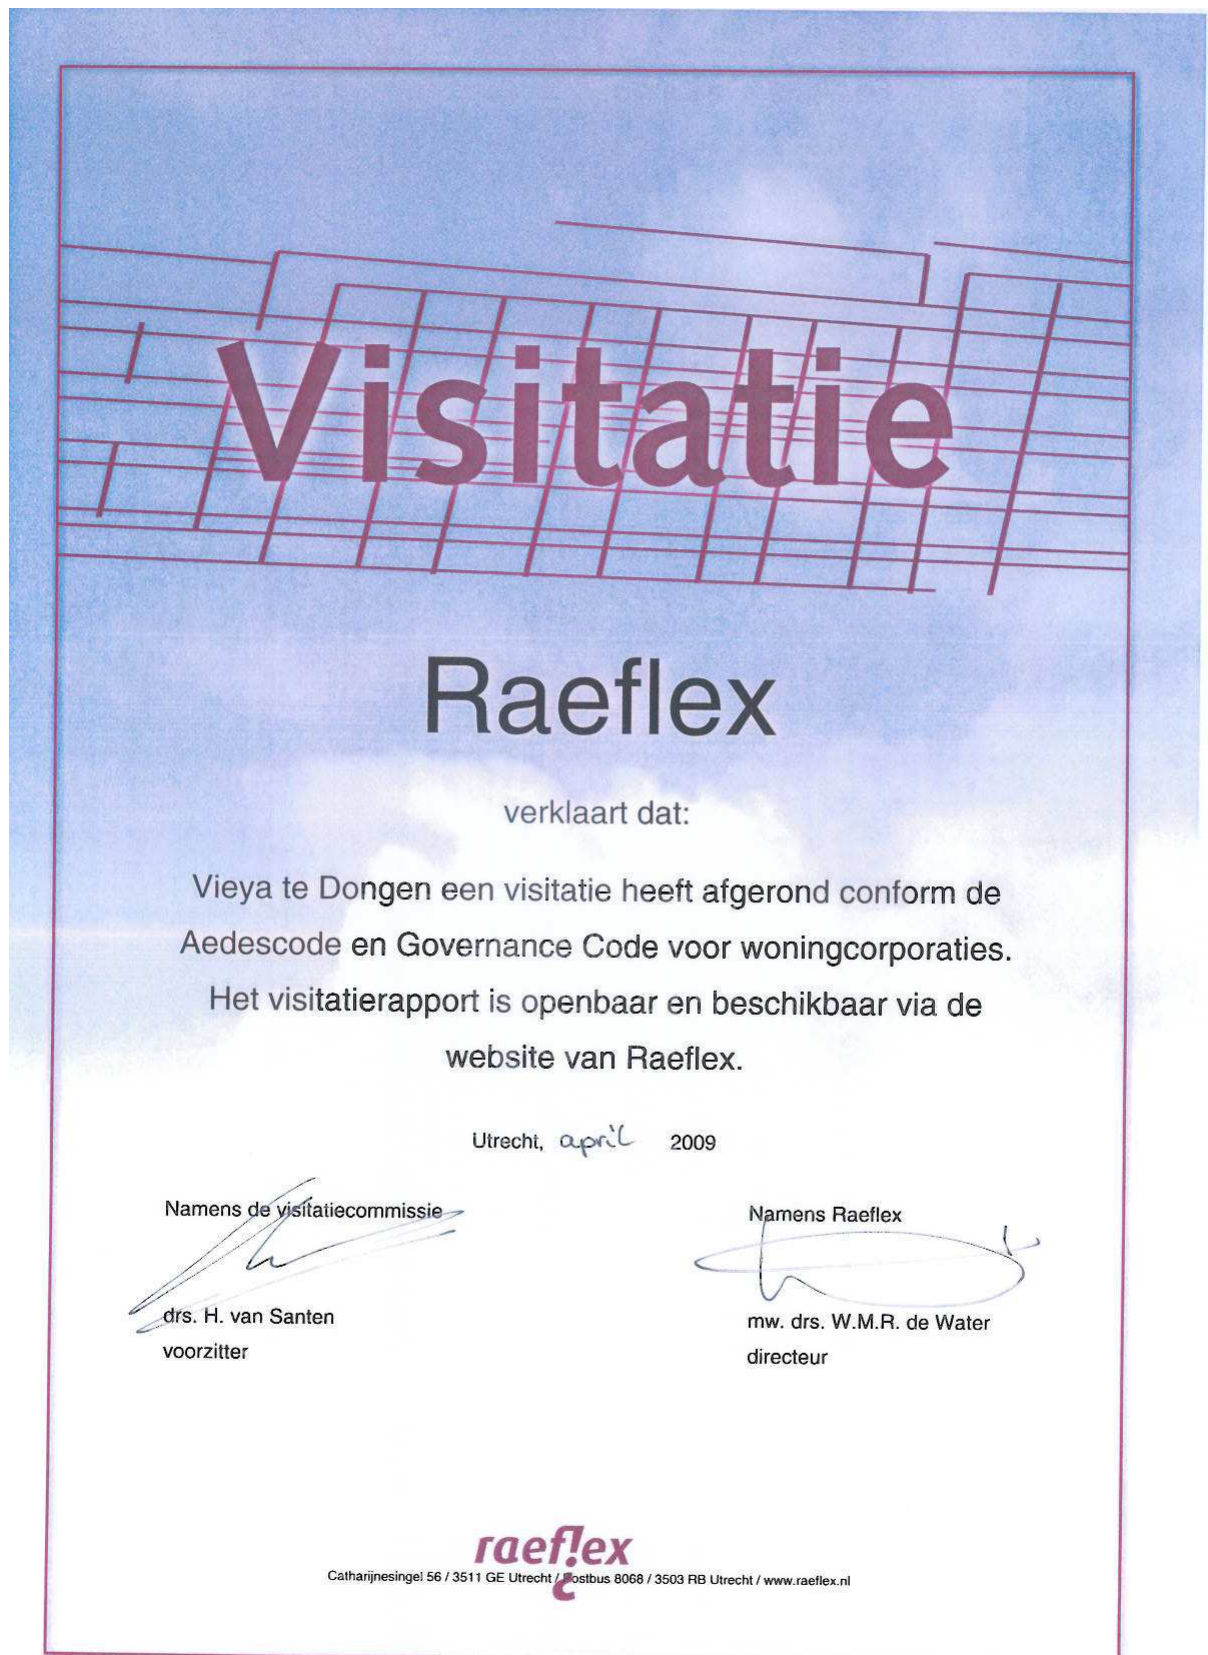 Visitatie
Raeflex
verklaart dat:
Vieya te Dongen een visitatie heeft afgerond conform de
Aedescode en Governance Code voor woningcorporaties.
Het visitatierapport is openbaar en beschikbaar via de
website van Raeflex.
Utrecht, april 2009
Namens de visitatiecommissie
Namens Raeflex
drs. H. van Santen
voorzitter
mw. drs. W.M.R. de Water
directeur
raeflex
Catharijnesingel 56 / 3511 GE Utrecht / Postbus 8068 / 3503 RB Utrecht / www.raeflex.nl